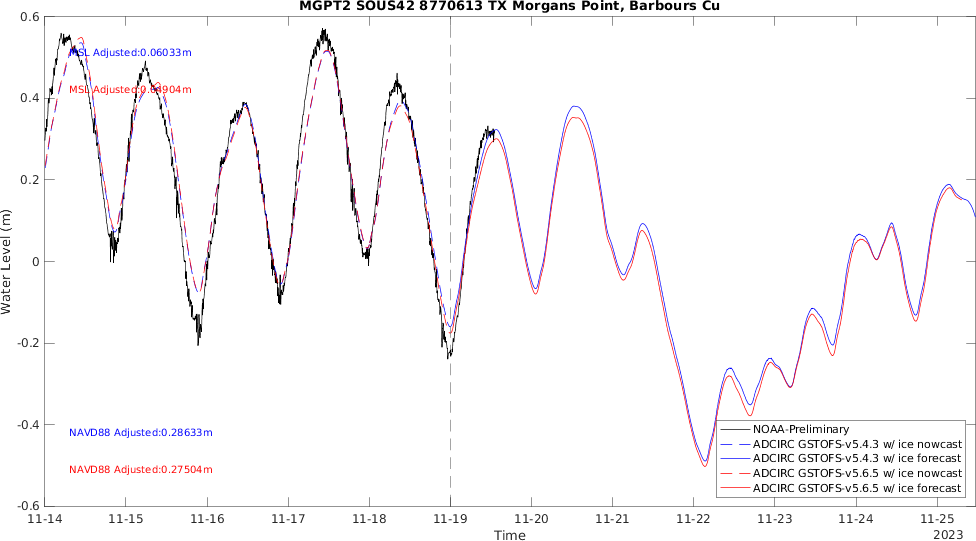 MGPT2 SOUS42 8770613 TX Morgans Point, Barbours Cu
0.6
0.4
0.2
0
-0.2
-0.4
-0.6
Water Level (m)
MSL Adjusted:0.06033m
MSL
NAVD88 Adjusted:0.28633m
NAVD88 Adjusted:0.27504m
NOAA-Preliminary
ADCIRC GSTOFS-v5.4.3 w/ ice nowcast
ADCIRC GSTOFS-v5.4.3 w/ ice forecast
ADCIRC GSTOFS-v5.6.5 w/ ice nowcast
ADCIRC GSTOFS-v5.6.5 w/ ice forecast
11-14 11-15 11-16 11-17 11-18 11-19 11-20 11-21 11-22 11-23 11-24 11-25
Time
2023